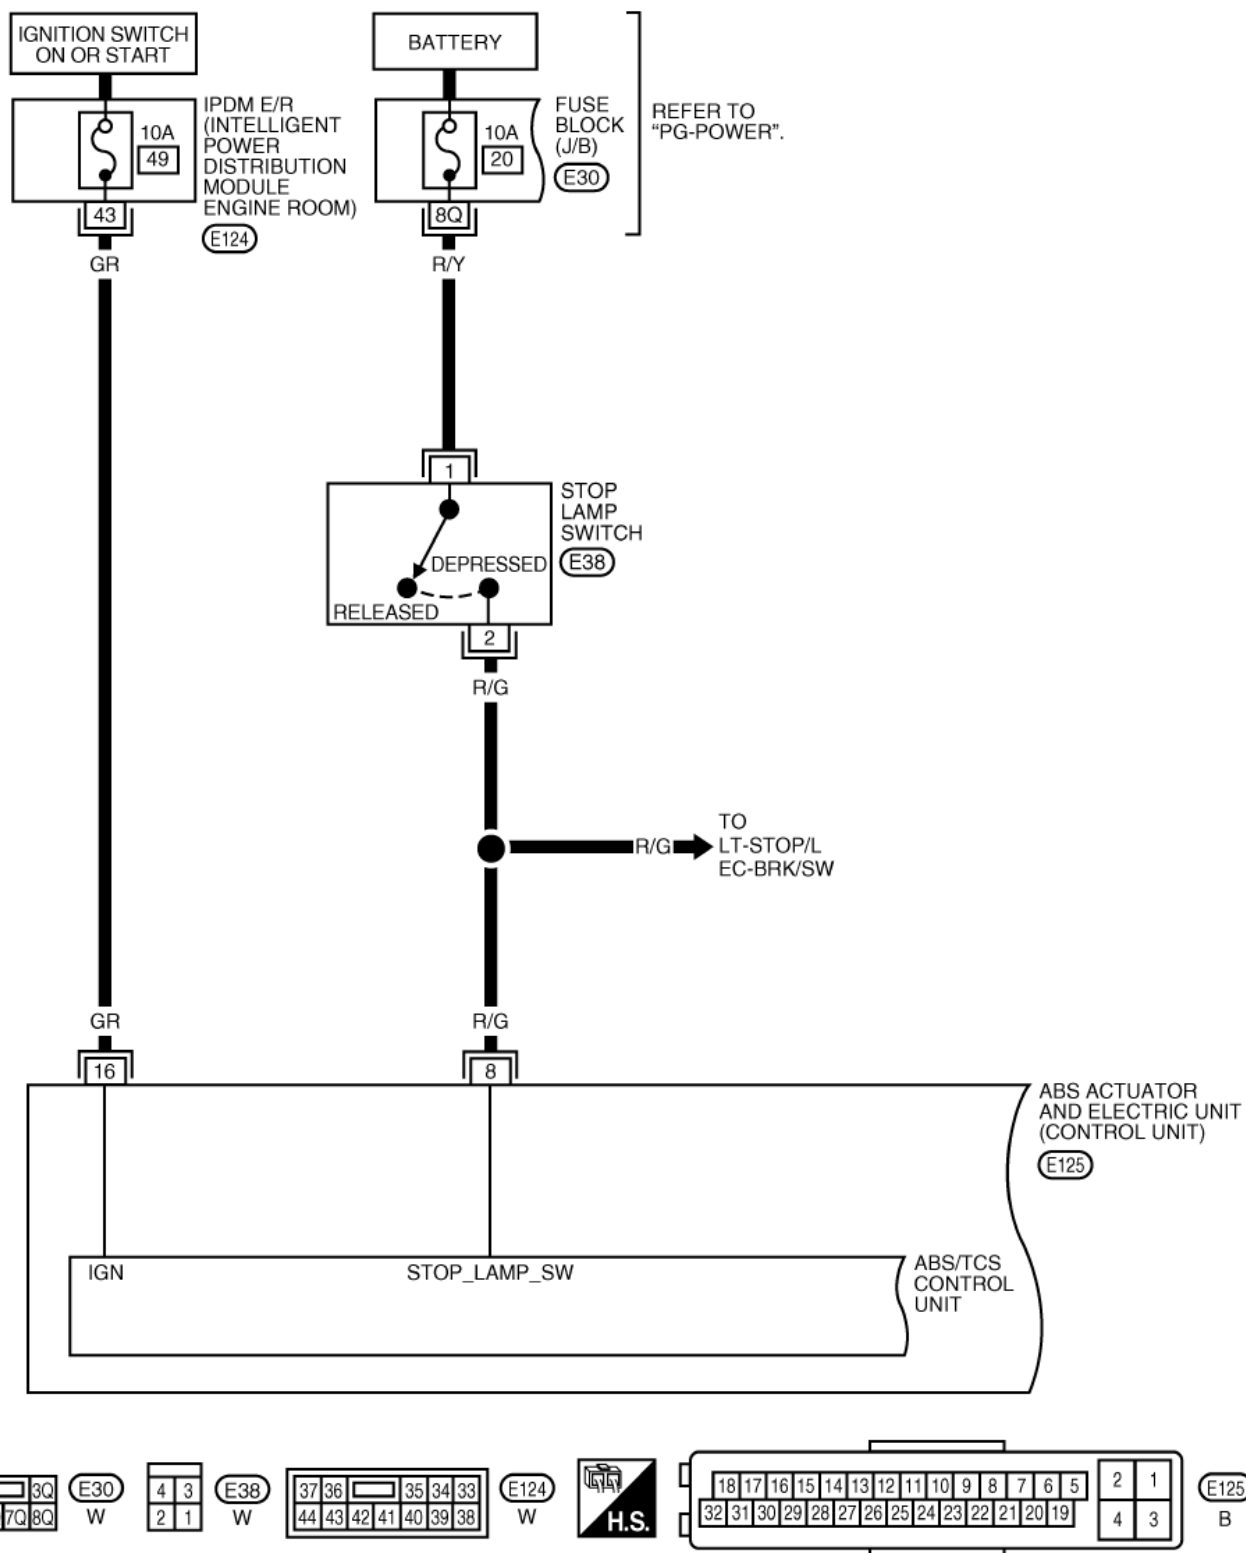 IGNITION SWITCH
ON OR START
BATTERY
IPDM E/R
(INTELLIGENT
POWER
DISTRIBUTION
MODULE
ENGINE ROOM)
E124
10A
49
43
GR
FUSE
BLOCK
(J/B)
E30
10A
20
8Q
R/Y
REFER TO
“PG-POWER”.
1
STOP
LAMP
SWITCH
E38
DEPRESSED
RELEASED
2
R/G
R/G
TO
LT-STOP/L
EC-BRK/SW
GR
R/G
16
8
ABS ACTUATOR
AND ELECTRIC UNIT
(CONTROL UNIT)
E125
IGN
STOP_LAMP_SW
ABS/TCS
CONTROL
UNIT
3Q
7Q 8Q
E30
W
4 3
2 1
E38
W
37 36 35 34 33
44 43 42 41 40 39 38
E124
W
H.S.
18 17 16 15 14 13 12 11 10 9 8 7 6 5
32 31 30 29 28 27 26 25 24 23 22 21 20 19
2 1
4 3
E125
B